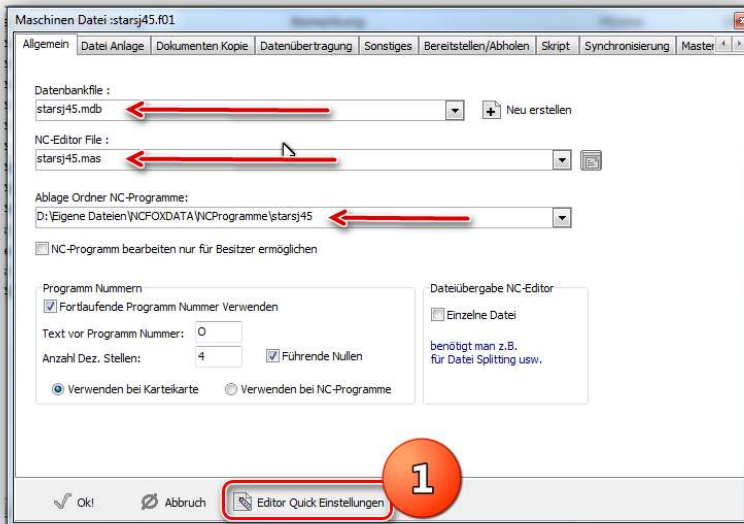 Maschinen Datei :starsj45.f01
Allgemein Datei Anlage Dokumenten Kopie Datenübertragung Sonstiges Bereitstellen/Abholen Skript Synchronisierung Master
Datenbankfile :
starsj45.mdb
Neu erstellen
NC-Editor File :
starsj45.mas
Ablage Ordner NC-Programme:
D:\Eigene Dateien\NCFOXDATA\NCProgramme\starsj45
NC-Programm bearbeiten nur für Besitzer ermöglichen
Programm Nummern
Fortlaufende Programm Nummer Verwenden
Text vor Programm Nummer: O
Anzahl Dez. Stellen: 4 Führende Nullen
Verwenden bei Karteikarte Verwenden bei NC-Programme
Dateiübergabe NC-Editor
Einzelne Datei
benötigt man z.B.
für Datei Splitting usw.
Ok! Abbruch Editor Quick Einstellungen
1